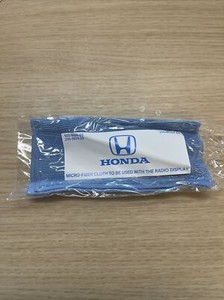 HONDA
MICRO FIBER CLOTH TO BE USED WITH THE RADIO DISPLAY